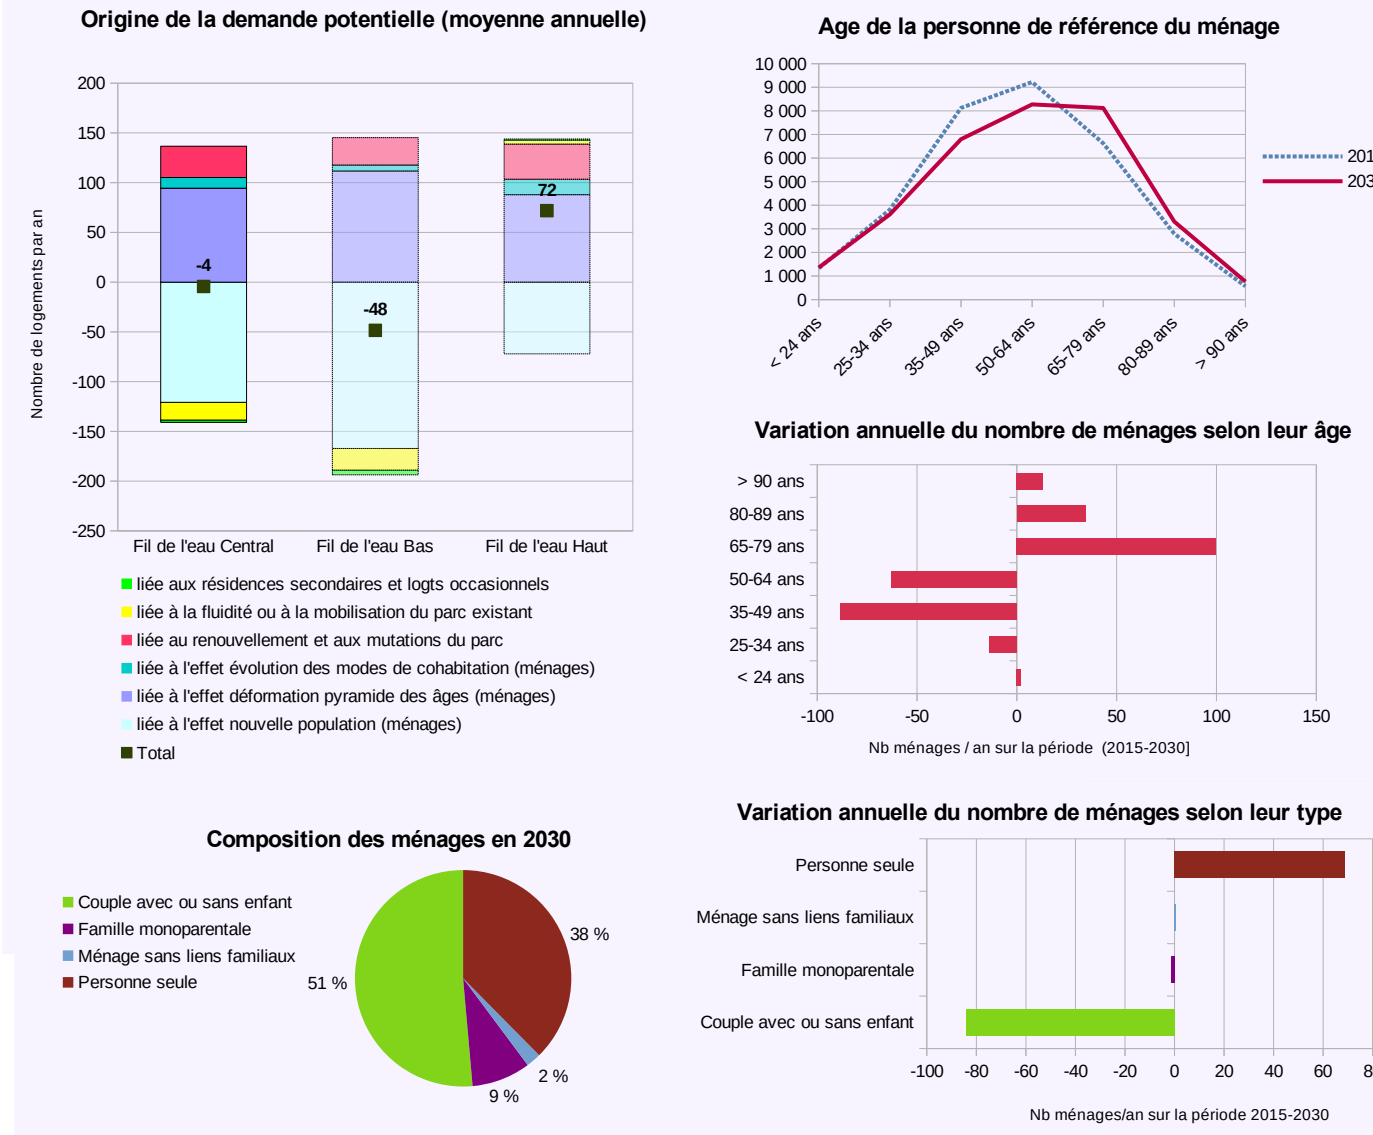 Origine de la demande potentielle (moyenne annuelle)
Nombre de logements par an
200
150
100
50
0
-50
-100
-150
-200
-250
-4
-48
72
Fil de l'eau Central
Fil de l'eau Bas
Fil de l'eau Haut
liée aux résidences secondaires et logts occasionnels
liée à la fluidité ou à la mobilisation du parc existant
liée au renouvellement et aux mutations du parc
liée à l'effet évolution des modes de cohabitation (ménages)
liée à l'effet déformation pyramide des âges (ménages)
liée à l'effet nouvelle population (ménages)
Total
Age de la personne de référence du ménage
10 000
9 000
8 000
7 000
6 000
5 000
4 000
3 000
2 000
1 000
0
< 24 ans
25-34 ans
35-49 ans
50-64 ans
65-79 ans
80-89 ans
> 90 ans
201
203
Variation annuelle du nombre de ménages selon leur âge
> 90 ans
80-89 ans
65-79 ans
50-64 ans
35-49 ans
25-34 ans
< 24 ans
-100 -50 0 50 100 150
Nb ménages / an sur la période (2015-2030]
Composition des ménages en 2030
Couple avec ou sans enfant
Famille monoparentale
Ménage sans liens familiaux
Personne seule
38 %
51 %
2 %
9 %
Variation annuelle du nombre de ménages selon leur type
Personne seule
Ménage sans liens familiaux
Famille monoparentale
Couple avec ou sans enfant
-100 -80 -60 -40 -20 0 20 40 60 8
Nb ménages/an sur la période 2015-2030